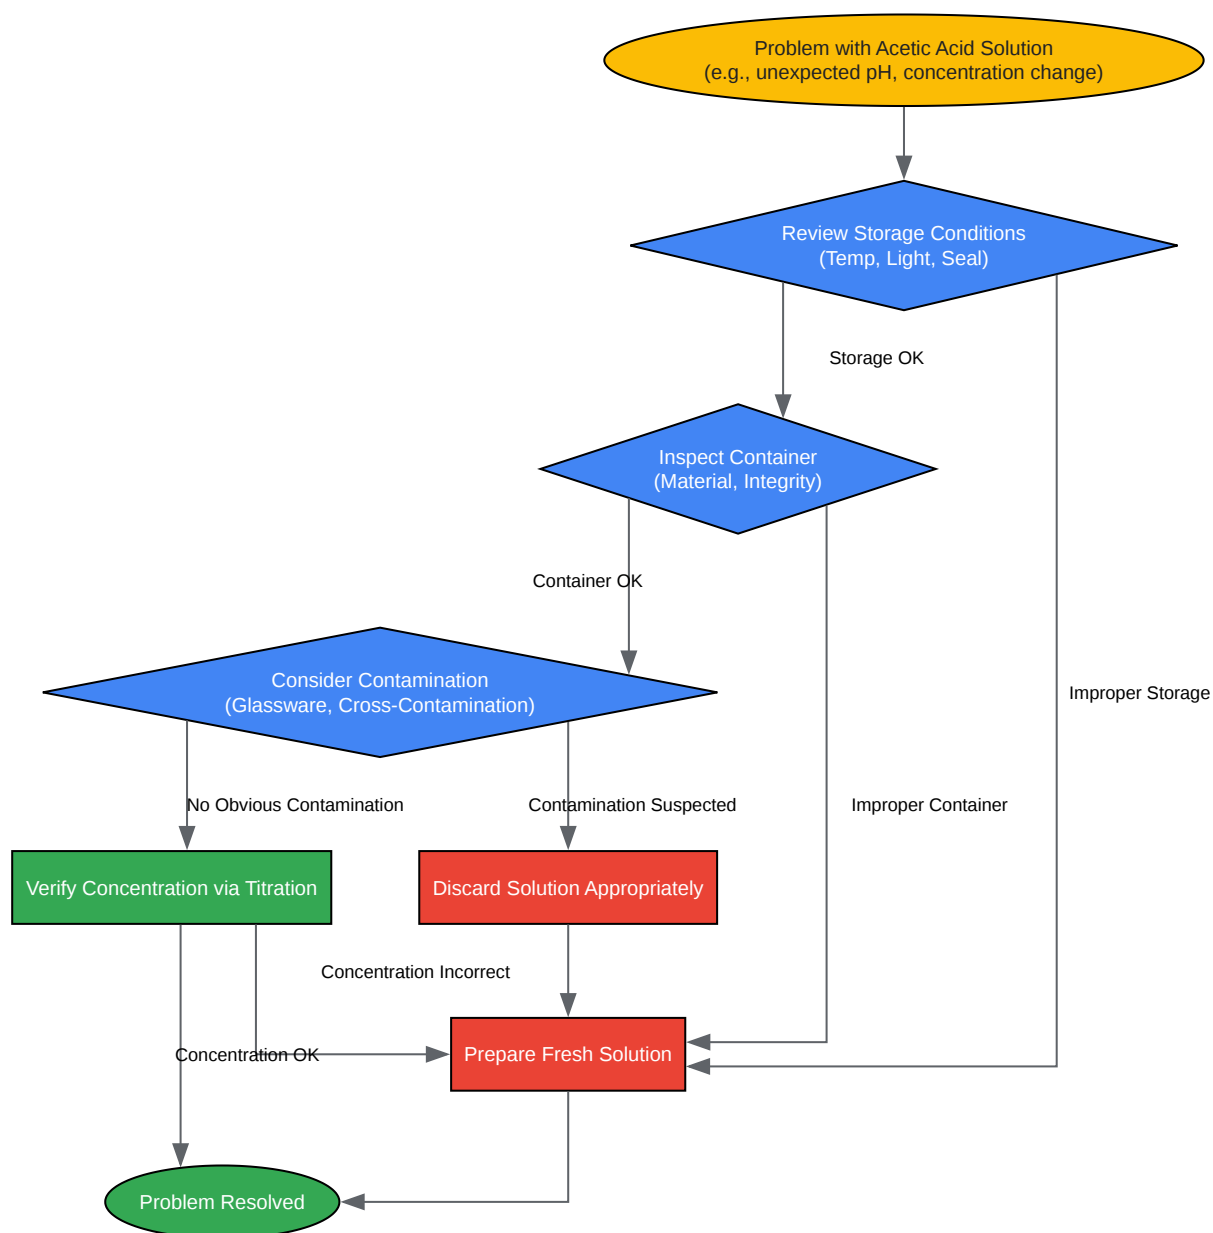 Problem with Acetic Acid Solution
(e.g., unexpected pH, concentration change)
Review Storage Conditions
(Temp, Light, Seal)
Storage OK
Inspect Container
(Material, Integrity)
Container OK
Consider Contamination
(Glassware, Cross-Contamination)
Improper Storage
No Obvious Contamination
Contamination Suspected
Improper Container
Verify Concentration via Titration
Discard Solution Appropriately
Concentration Incorrect
Concentration OK
Prepare Fresh Solution
Problem Resolved